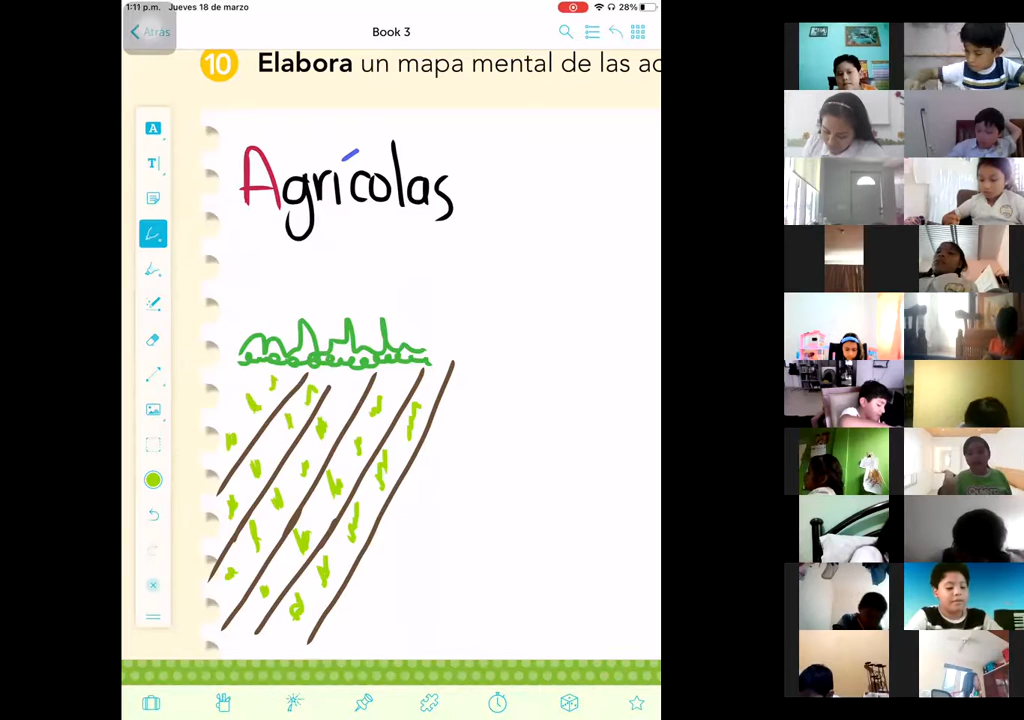 1:11 p.m. Jueves 18 de marzo
28%
Atrás
Book 3
10 Elabora un mapa mental de las ac
Agrícolas
A
T